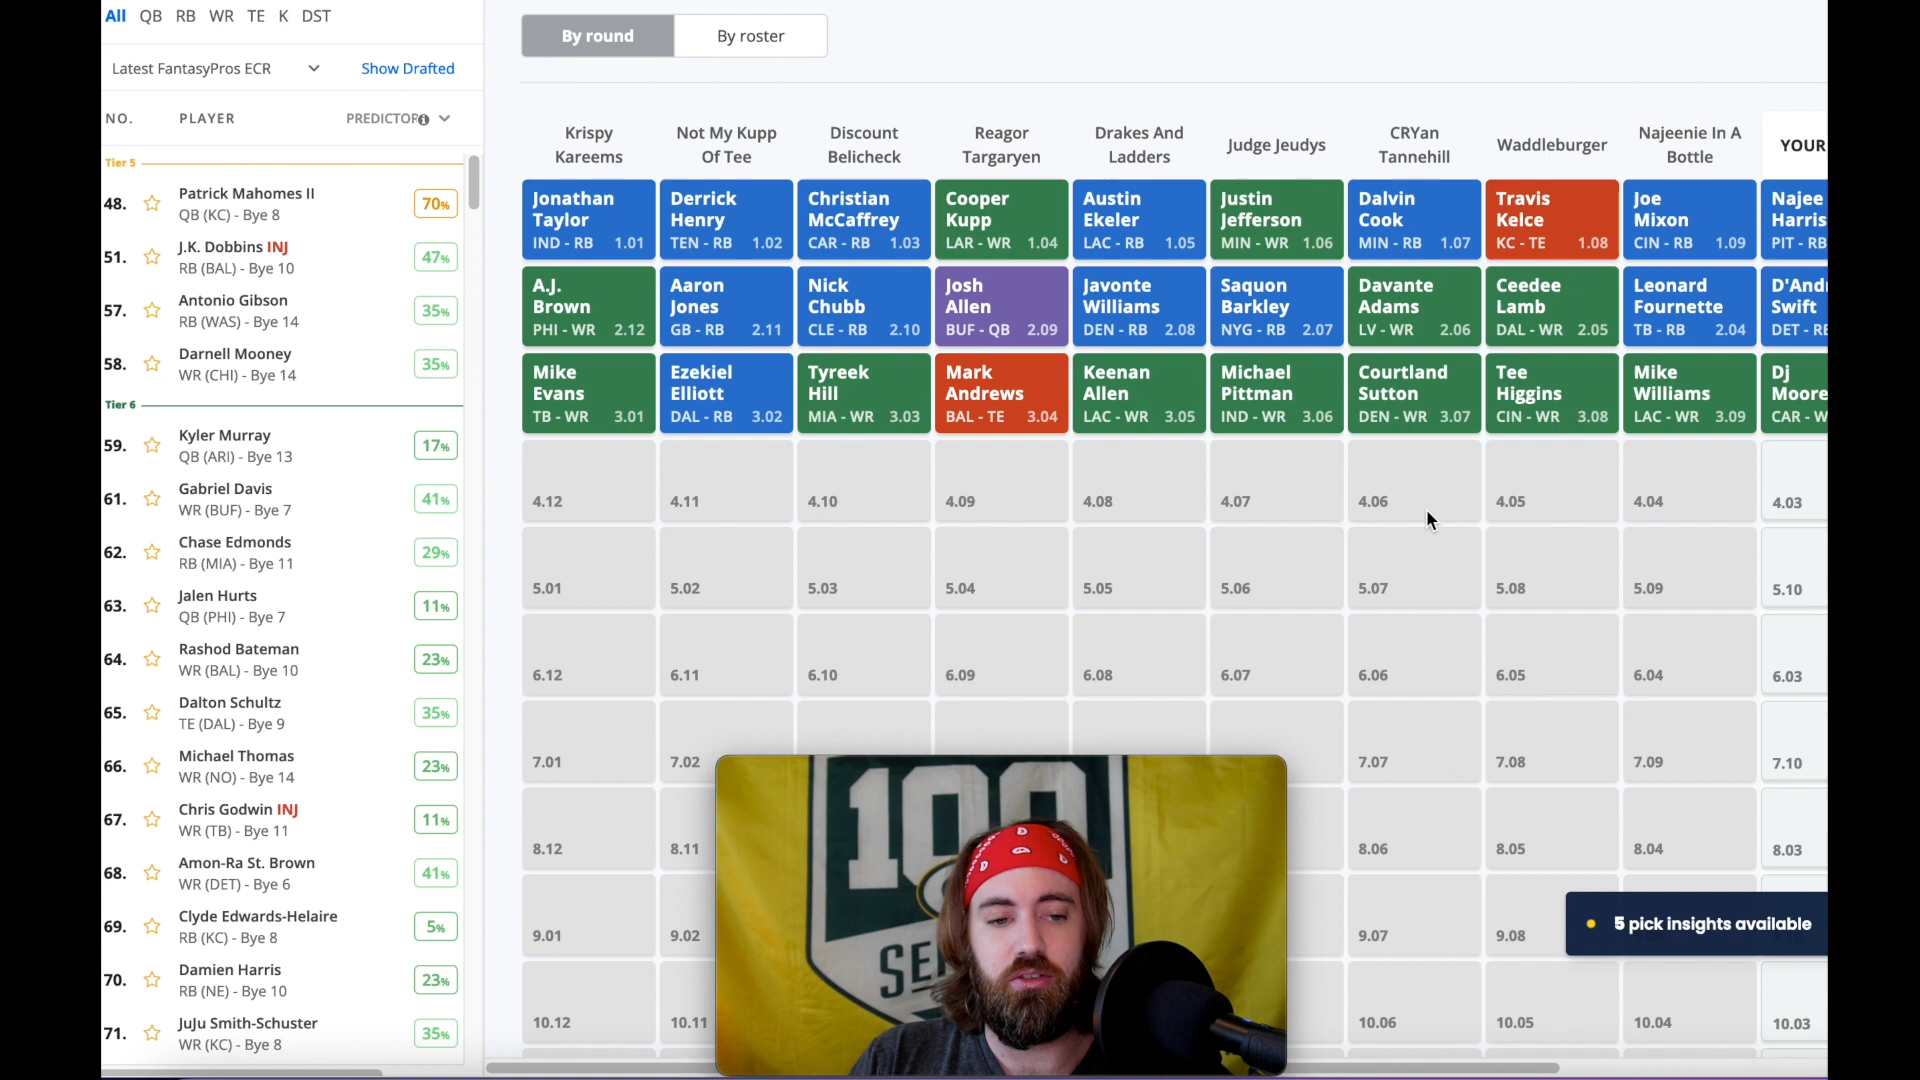 All QB RB WR TE K DST
Latest FantasyPros ECR
Show Drafted
NO. PLAYER PREDICTOR
Tier 5
48. Patrick Mahomes II
QB (KC) - Bye 8
70%
51. J.K. Dobbins INJ
RB (BAL) - Bye 10
47%
57. Antonio Gibson
RB (WAS) - Bye 14
35%
58. Darnell Mooney
WR (CHI) - Bye 14
35%
Tier 6
59. Kyler Murray
QB (ARI) - Bye 13
17%
61. Gabriel Davis
WR (BUF) - Bye 7
41%
62. Chase Edmonds
RB (MIA) - Bye 11
29%
63. Jalen Hurts
QB (PHI) - Bye 7
11%
64. Rashod Bateman
WR (BAL) - Bye 10
23%
65. Dalton Schultz
TE (DAL) - Bye 9
35%
66. Michael Thomas
WR (NO) - Bye 14
23%
67. Chris Godwin INJ
WR (TB) - Bye 11
11%
68. Amon-Ra St. Brown
WR (DET) - Bye 6
41%
69. Clyde Edwards-Helaire
RB (KC) - Bye 8
5%
70. Damien Harris
RB (NE) - Bye 10
23%
71. JuJu Smith-Schuster
WR (KC) - Bye 8
35%
By round By roster
Krispy
Kareems
Not My Kupp
Of Tee
Discount
Belicheck
Reagor
Targaryen
Drakes And
Ladders
Judge Jeudys
CRYan
Tannehill
Waddleburger
Najeenie In A
Bottle
YOUR
Jonathan
Taylor
IND - RB 1.01
Derrick
Henry
TEN - RB 1.02
Christian
McCaffrey
CAR - RB 1.03
Cooper
Kupp
LAR - WR 1.04
Austin
Ekeler
LAC - RB 1.05
Justin
Jefferson
MIN - WR 1.06
Dalvin
Cook
MIN - RB 1.07
Travis
Kelce
KC - TE 1.08
Joe
Mixon
CIN - RB 1.09
Najee
Harris
PIT - RB
A.J.
Brown
PHI - WR 2.12
Aaron
Jones
GB - RB 2.11
Nick
Chubb
CLE - RB 2.10
Josh
Allen
BUF - QB 2.09
Javonte
Williams
DEN - RB 2.08
Saquon
Barkley
NYG - RB 2.07
Davante
Adams
LV - WR 2.06
Ceedee
Lamb
DAL - WR 2.05
Leonard
Fournette
TB - RB 2.04
D'And
Swift
DET - RE
Mike
Evans
TB - WR 3.01
Ezekiel
Elliott
DAL - RB 3.02
Tyreek
Hill
MIA - WR 3.03
Mark
Andrews
BAL - TE 3.04
Keenan
Allen
LAC - WR 3.05
Michael
Pittman
IND - WR 3.06
Courtland
Sutton
DEN - WR 3.07
Tee
Higgins
CIN - WR 3.08
Mike
Williams
LAC - WR 3.09
Dj
Moore
CAR - W
4.12 4.11 4.10 4.09 4.08 4.07 4.06 4.05 4.04 4.03
5.01 5.02 5.03 5.04 5.05 5.06 5.07 5.08 5.09 5.10
6.12 6.11 6.10 6.09 6.08 6.07 6.06 6.05 6.04 6.03
7.01 7.02 7.07 7.08 7.09 7.10
8.12 8.11 8.06 8.05 8.04 8.03
9.01 9.02 9.07 9.08
10.12 10.11 10.06 10.05 10.04 10.03
5 pick insights available
100
SE